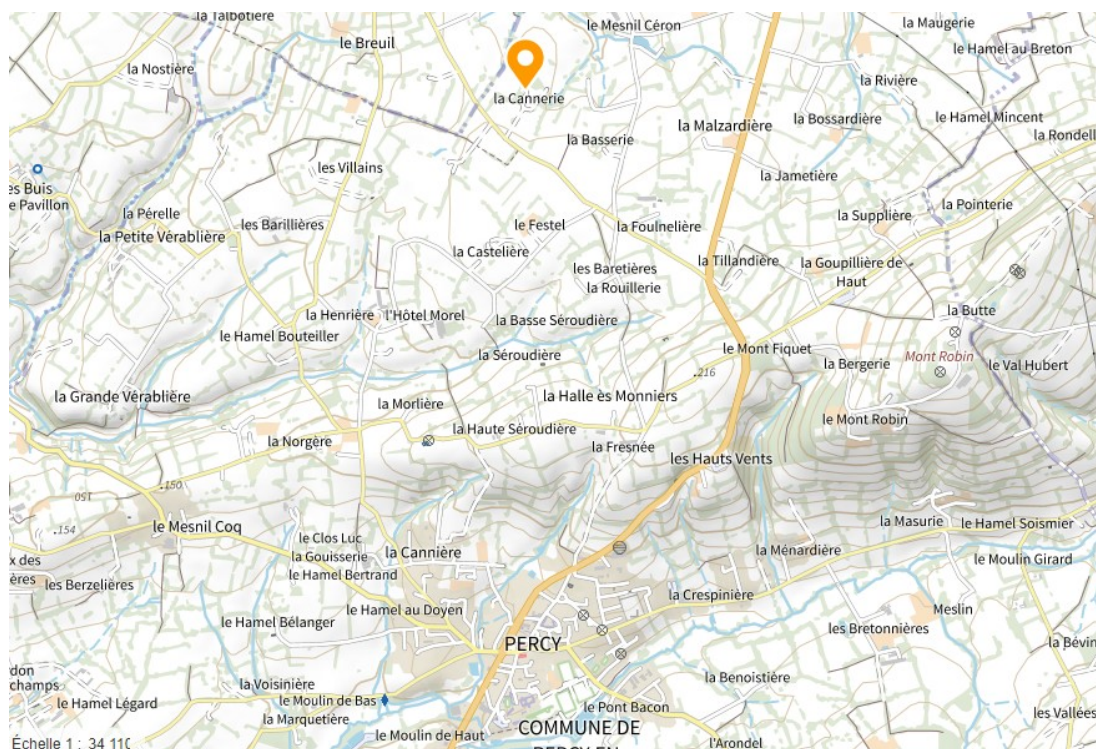 la Talbotière
le Mesnil Céron
la Maugerie
le Breuil
le Hamel au Breton
la Nostière
la Rivière
la Cannerie
la Bossardière
le Hamel Mincent
la Malzardière
la Rondell
la Basserie
les Villains
la Jametière
es Buis
e Pavillon
la Pérelle
la Supplière
la Pointerie
les Barillières
le Festel
la Foulnelière
la Petite Vérablière
la Castelière
la Tillandière
la Goupillière de
Haut
les Baretières
la Rouillerie
la Henrière
l'Hôtel Morel
la Basse Séroudière
la Butte
le Hamel Bouteiller
le Mont Fiquet
la Séroudière
Mont Robin
la Bergerie
le Val Hubert
.216
la Grande Vérablière
la Halle ès Monniers
la Morlière
le Mont Robin
la Haute Séroudière
la Norgère
la Fresnée
les Hauts Vents
.150
150
.154
le Mesnil Coq
la Masurie
le Hamel Soismier
le Clos Luc
la Gouisserie
la Cannière
la Ménardière
x des
ères
le Moulin Girard
le Hamel Bertrand
les Berzelières
la Crespinière
le Hamel au Doyen
Meslin
le Hamel Bélanger
les Bretonnières
PERCY
la Bévin
don
champs
la Benoistière
la Voisinière
le Hamel Légard
le Moulin de Bas
le Pont Bacon
les Vallées
la Marquetière
COMMUNE DE
PERCY EN
le Moulin de Haut
l'Arondel
Échelle 1 : 34 110